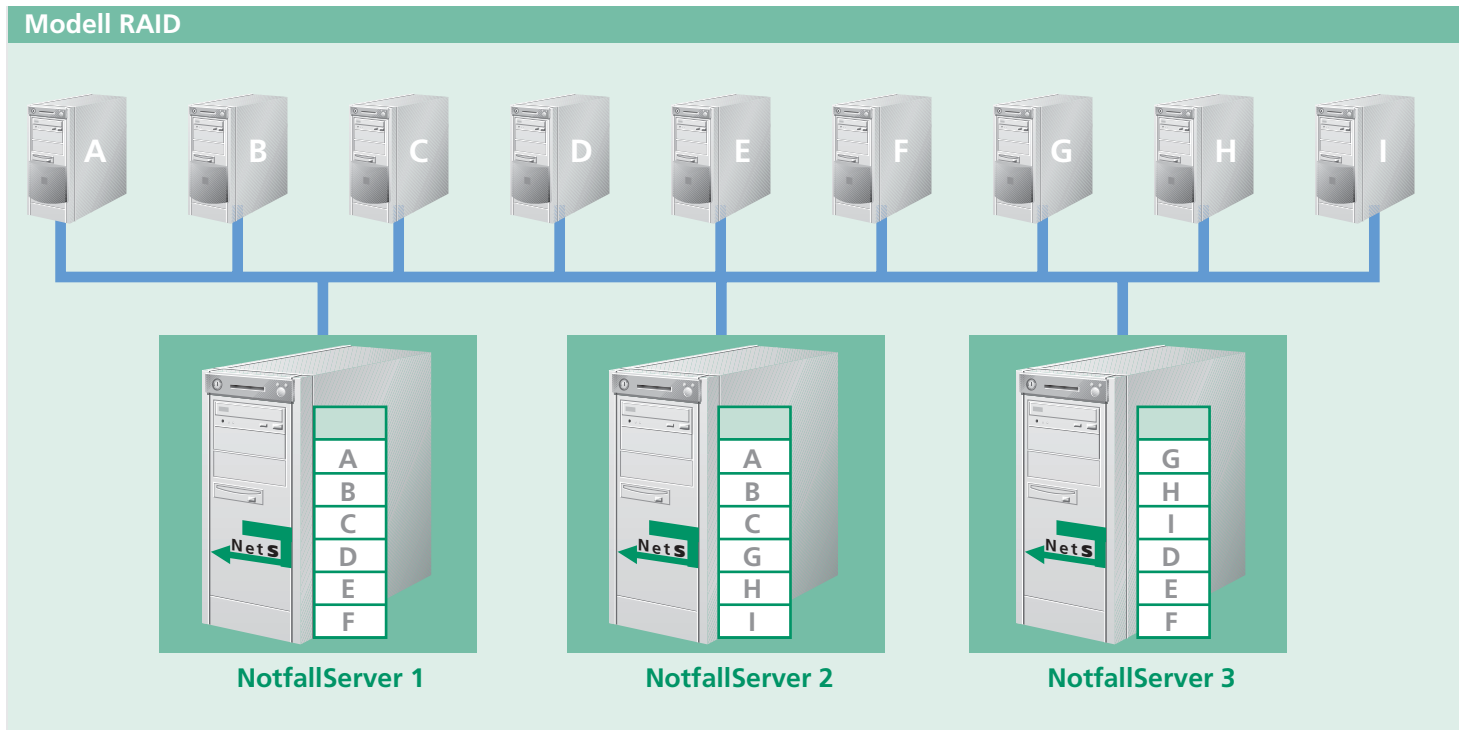 Modell RAID
A B C D E F G H I
A
B
C
D
E
F
NetS
NotfallServer 1
A
B
C
G
H
I
NetS
NotfallServer 2
G
H
I
D
E
F
NetS
NotfallServer 3